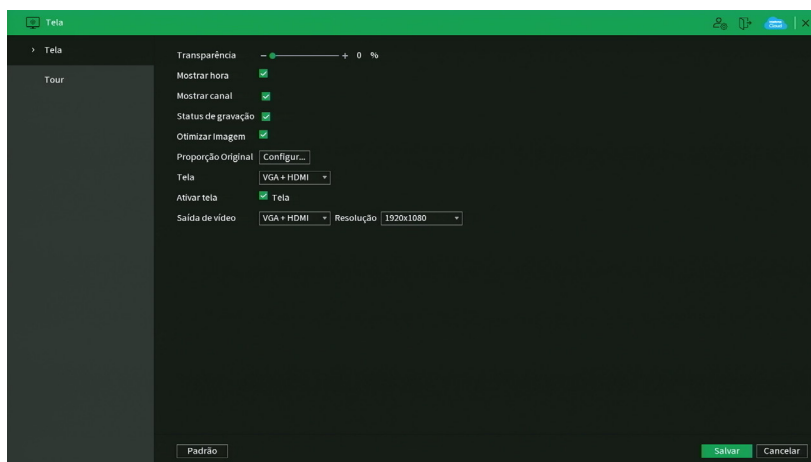 Tela
Tela
Tour
Transparência - + 0 %
Mostrar hora
Mostrar canal
Status de gravação
Otimizar Imagem
Proporção Original Configur...
Tela VGA + HDMI
Ativar tela Tela
Saída de vídeo VGA + HDMI Resolução 1920x1080
Padrão Salvar Cancelar